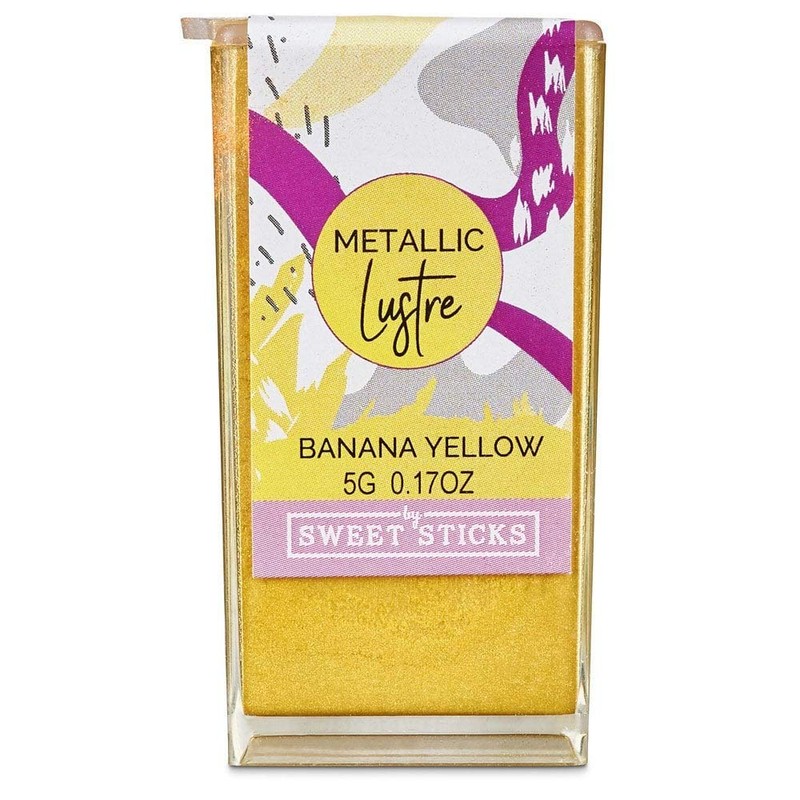 METALLIC
Lustre
BANANA YELLOW
5G 0.17OZ
by
SWEET STICKS